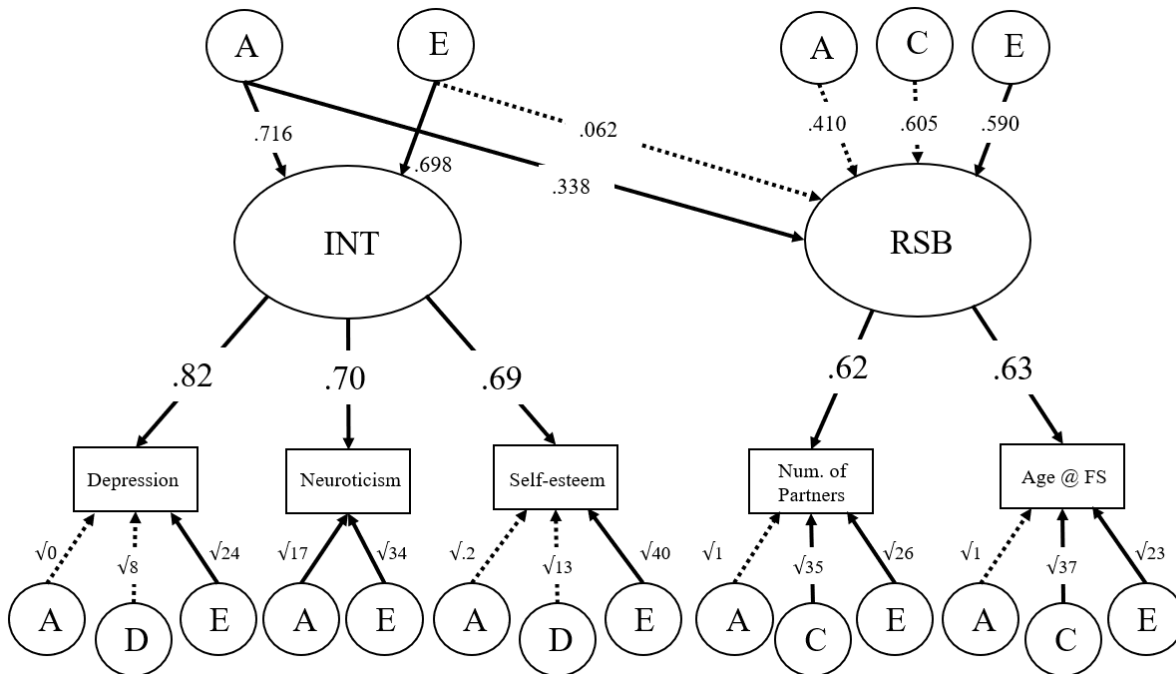 A
E
A
C
E
.716
.698
.062
.338
.410
.605
.590
INT
RSB
.82
.70
.69
.62
.63
Depression
Neuroticism
Self-esteem
Num. of
Partners
Age @ FS
√0
√8
√24
√17
√34
√.2
√13
√40
√1
√35
√26
√1
√37
√23
A
D
E
A
E
A
D
E
A
C
E
A
C
E